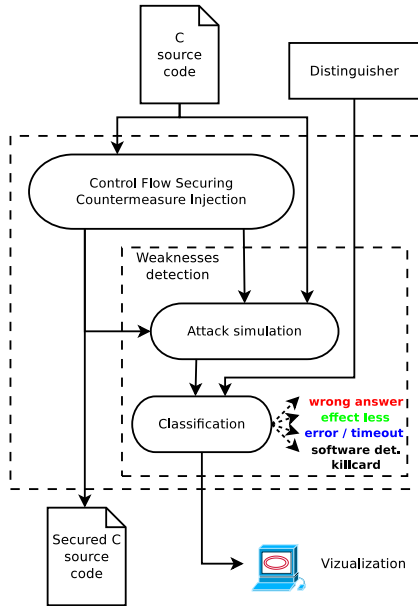 C
source
code
Distinguisher
Control Flow Securing
Countermeasure Injection
Weaknesses
detection
Attack simulation
Classification
wrong answer
effect less
error / timeout
software det.
killcard
Secured C
source
code
Vizualization